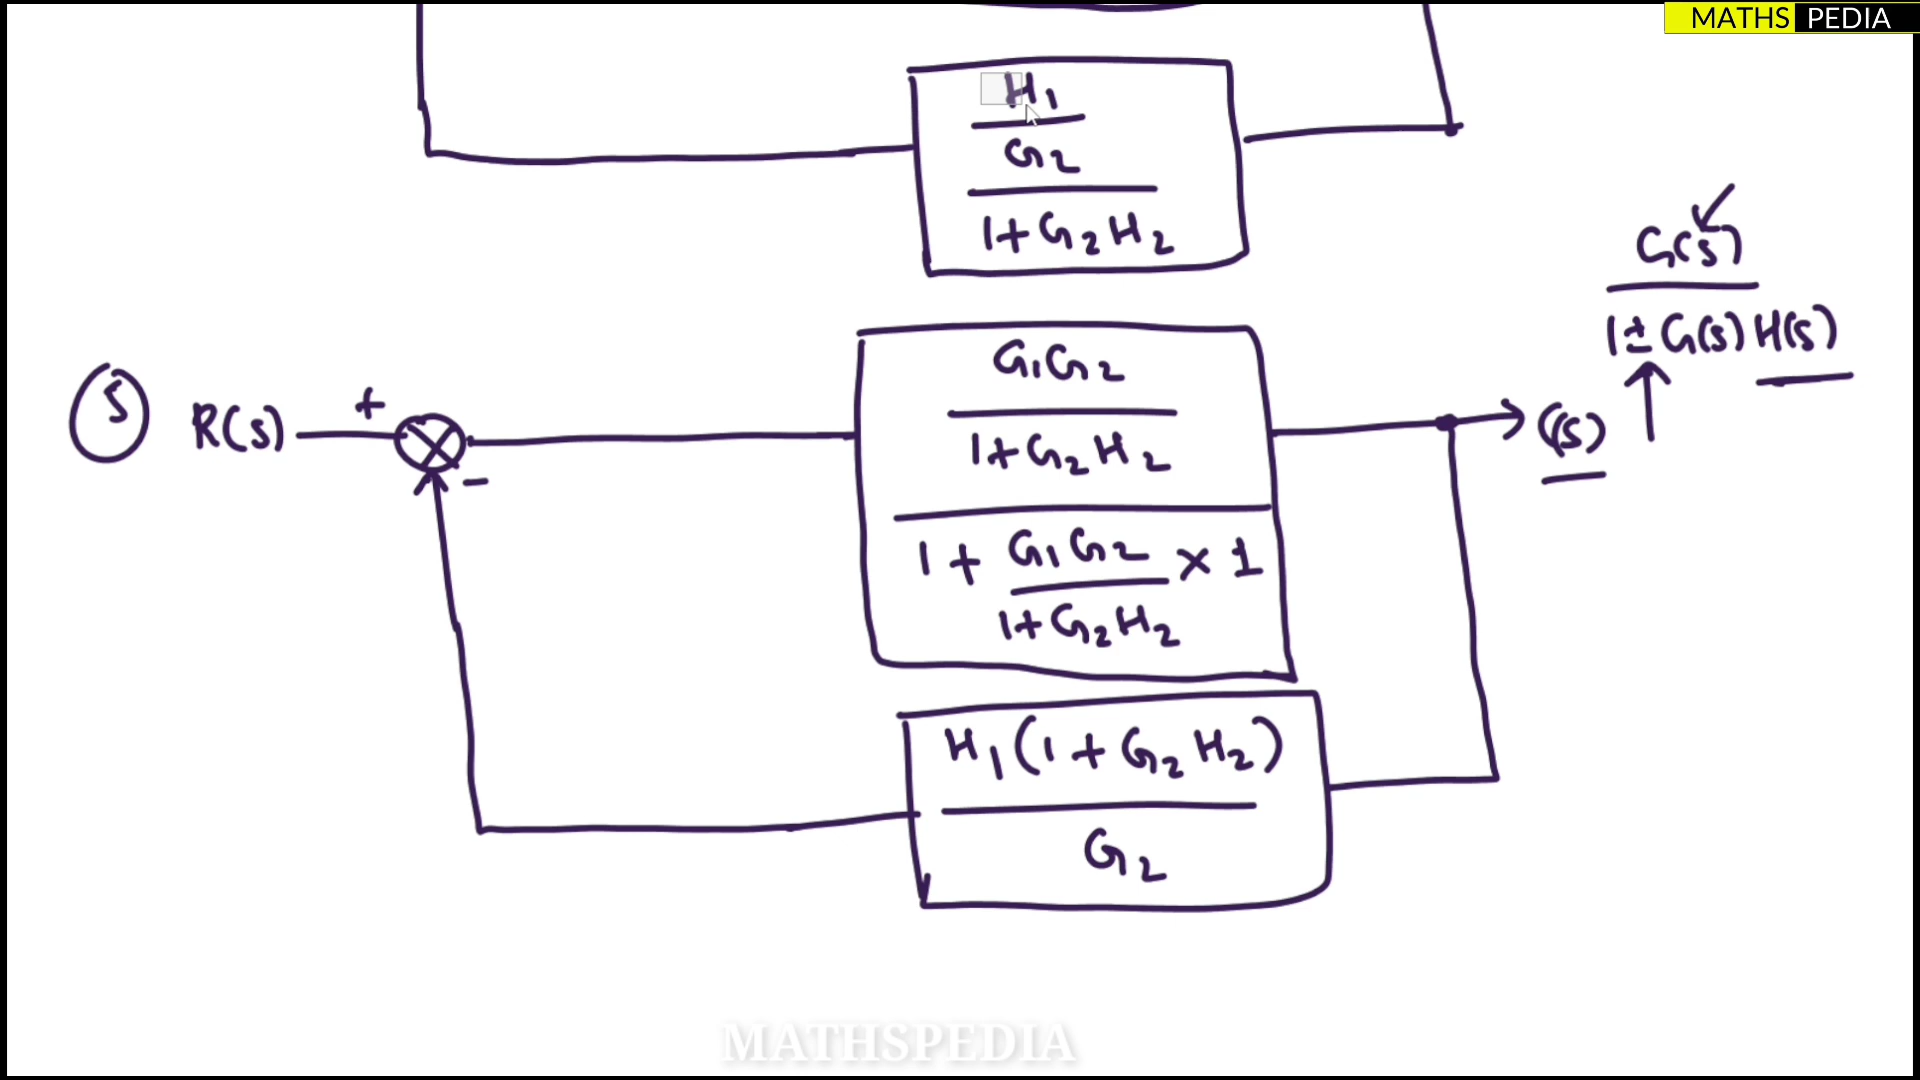 MATHS PEDIA
H1
G2
1+G2H2
G(s)
1±G(s)H(s)
5
R(s)
+
-
G1G2
1+G2H2
1+G1G2×1
1+G2H2
C(s)
H1(1+G2H2)
G2
MATHSPEDIA